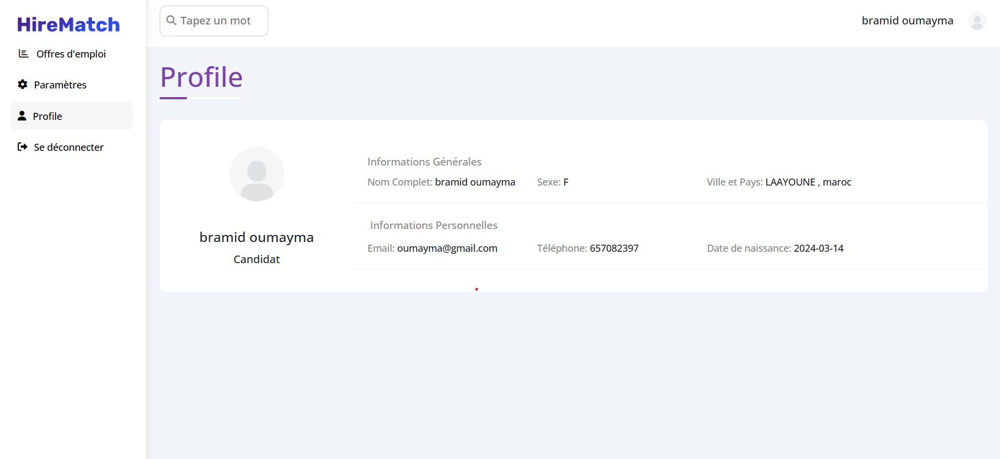 HireMatch
Offres d'emploi
Paramètres
Profile
Se déconnecter
Tapez un mot
bramid oumayma
Profile
bramid oumayma
Candidat
Informations Générales
Nom Complet: bramid oumayma Sexe: F Ville et Pays: LAAYOUNE , maroc
Informations Personnelles
Email: oumayma@gmail.com Téléphone: 657082397 Date de naissance: 2024-03-14